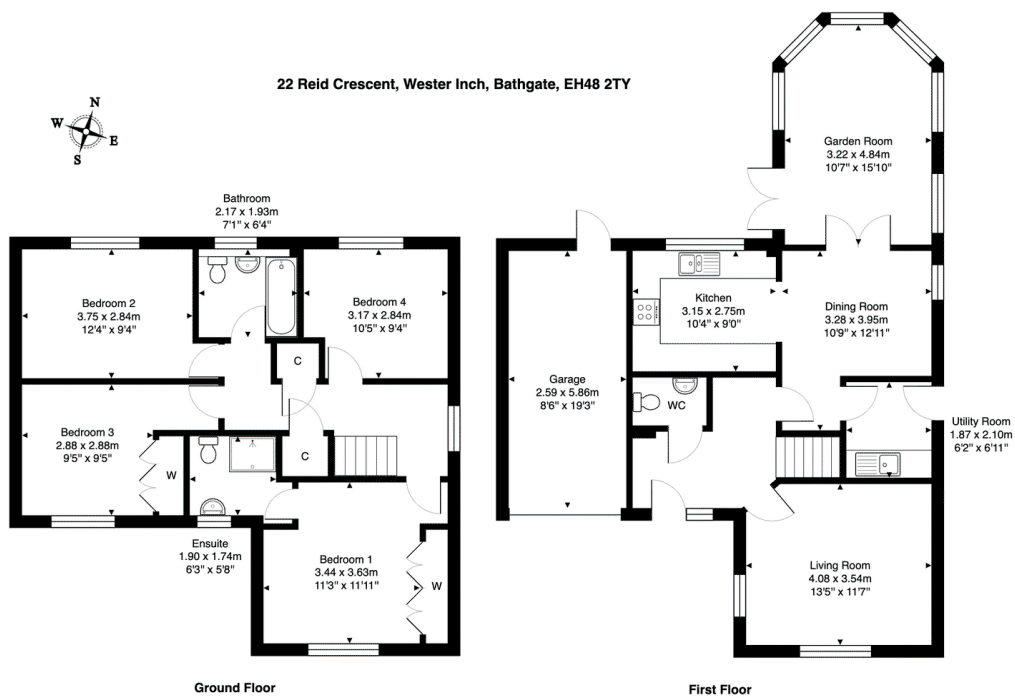 22 Reid Crescent, Wester Inch, Bathgate, EH48 2TY
N
W
E
S
Garden Room
3.22 x 4.84m
10'7" x 15'10"
Bathroom
2.17 x 1.93m
7'1" x 6'4"
Bedroom 2
3.75 x 2.84m
12'4" x 9'4"
Bedroom 4
3.17 x 2.84m
10'5" x 9'4"
C
Bedroom 3
2.88 x 2.88m
9'5" x 9'5"
W
C
Ensuite
1.90 x 1.74m
6'3" x 5'8"
Bedroom 1
3.44 x 3.63m
11'3" x 11'11"
W
Ground Floor
Kitchen
3.15 x 2.75m
10'4" x 9'0"
Dining Room
3.28 x 3.95m
10'9" x 12'11"
Garage
2.59 x 5.86m
8'6" x 19'3"
WC
Utility Room
1.87 x 2.10m
6'2" x 6'11"
Living Room
4.08 x 3.54m
13'5" x 11'7"
First Floor